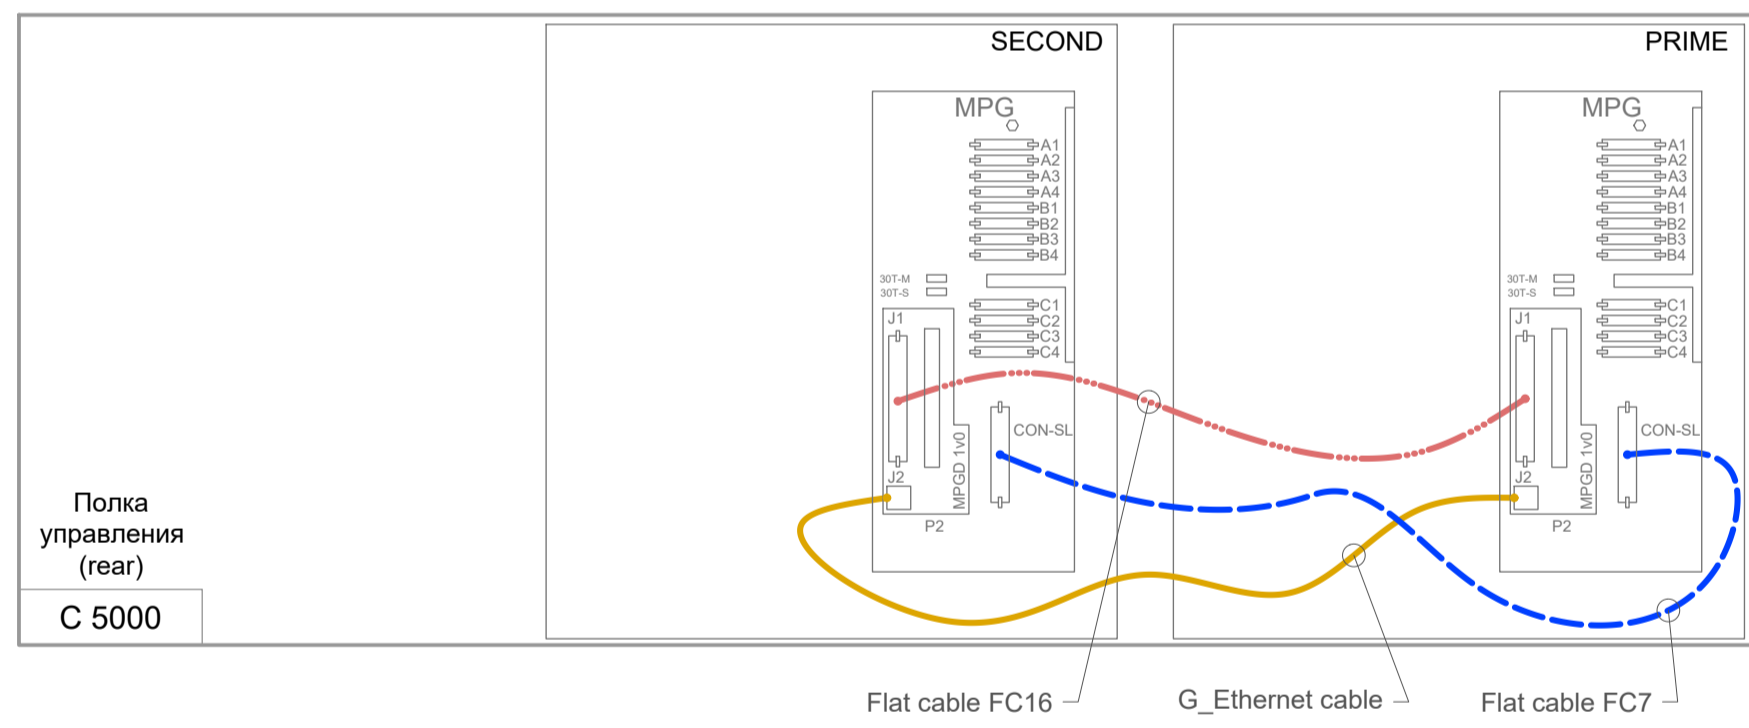 SECOND
PRIME
MPG
A1
A2
A3
A4
B1
B2
B3
B4
30T-M
30T-S
C1
C2
C3
C4
J1
CON-SL
J2
MPGD 1v0
P2
MPG
A1
A2
A3
A4
B1
B2
B3
B4
30T-M
30T-S
C1
C2
C3
C4
J1
CON-SL
J2
MPGD 1v0
P2
Полка
управления
(rear)
C 5000
Flat cable FC16
G_Ethernet cable
Flat cable FC7